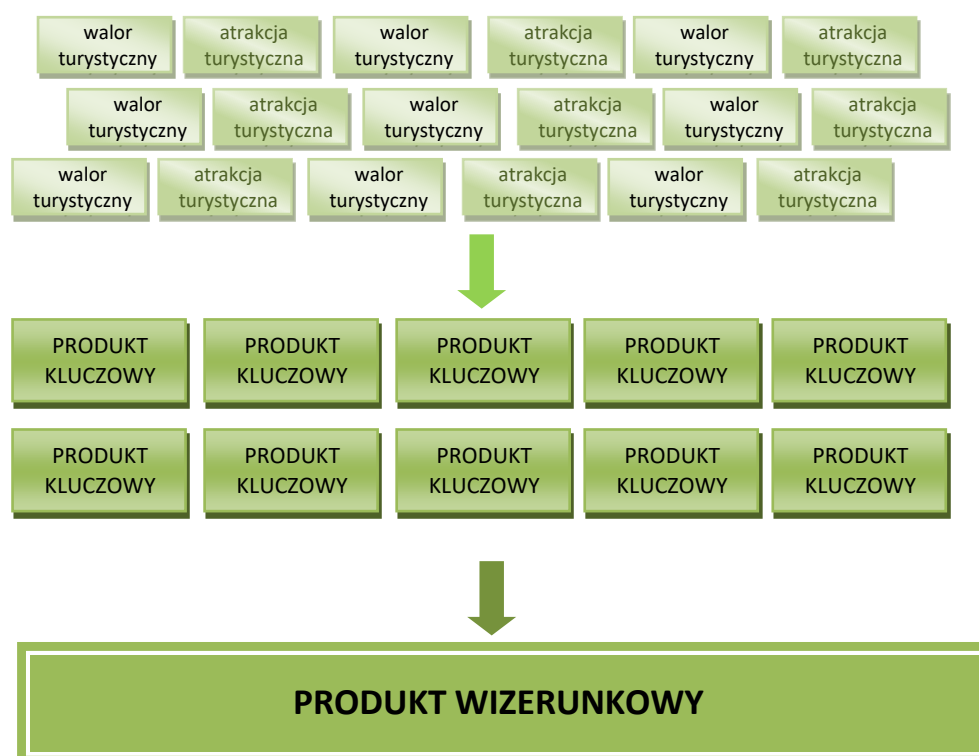 walor atrakcja walor atrakcja walor atrakcja
turystyczny turystyczna turystyczny turystyczna turystyczny turystyczna
walor atrakcja walor atrakcja walor atrakcja
turystyczny turystyczna turystyczny turystyczna turystyczny turystyczna
walor atrakcja walor atrakcja walor atrakcja
turystyczny turystyczna turystyczny turystyczna turystyczny turystyczna
PRODUKT PRODUKT PRODUKT PRODUKT PRODUKT
KLUCZOWY KLUCZOWY KLUCZOWY KLUCZOWY KLUCZOWY
PRODUKT PRODUKT PRODUKT PRODUKT PRODUKT
KLUCZOWY KLUCZOWY KLUCZOWY KLUCZOWY KLUCZOWY
PRODUKT WIZERUNKOWY